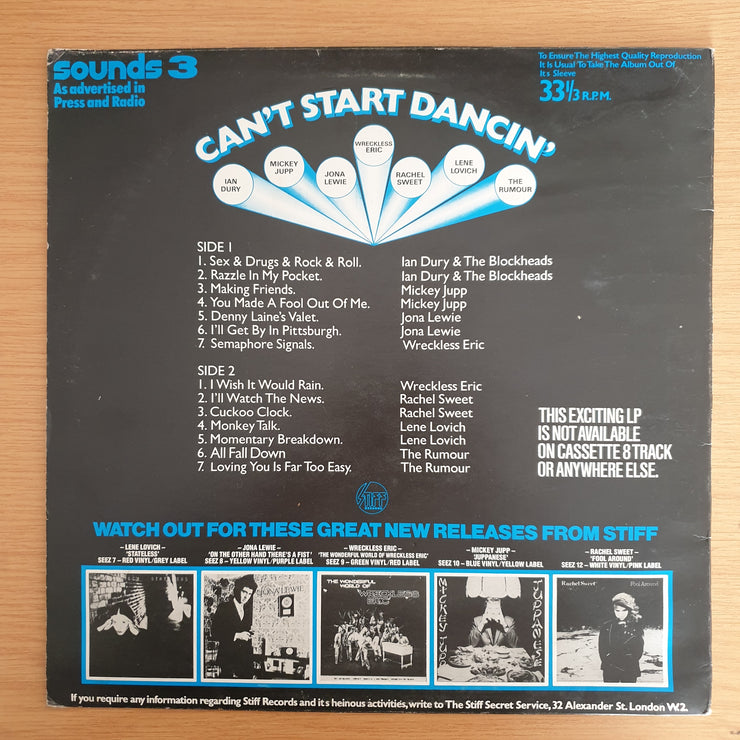 sounds 3
As advertised in
Press and Radio
To Ensure The Highest Quality Reproduction
It Is Usual To Take The Album Out Of
Its Sleeve
33⅓ R.P.M.
CAN'T START DANCIN'
IAN DURY
MICKEY JUPP
JONA LEWIE
WRECKLESS ERIC
RACHEL SWEET
LENE LOVICH
THE RUMOUR
SIDE 1
1. Sex & Drugs & Rock & Roll. Ian Dury & The Blockheads
2. Razzle In My Pocket. Ian Dury & The Blockheads
3. Making Friends. Mickey Jupp
4. You Made A Fool Out Of Me. Mickey Jupp
5. Denny Laine's Valet. Jona Lewie
6. I'll Get By In Pittsburgh. Jona Lewie
7. Semaphore Signals. Wreckless Eric
SIDE 2
1. I Wish It Would Rain. Wreckless Eric
2. I'll Watch The News. Rachel Sweet
3. Cuckoo Clock. Rachel Sweet
4. Monkey Talk. Lene Lovich
5. Momentary Breakdown. Lene Lovich
6. All Fall Down The Rumour
7. Loving You Is Far Too Easy. The Rumour
THIS EXCITING LP
IS NOT AVAILABLE
ON CASSETTE 8 TRACK
OR ANYWHERE ELSE.
STIFF
RECORDS
WATCH OUT FOR THESE GREAT NEW RELEASES FROM STIFF
– LENE LOVICH –
'STATELESS'
SEEZ 7 – RED VINYL/GREY LABEL
– JONA LEWIE –
'ON THE OTHER HAND THERE'S A FIST'
SEEZ 8 – YELLOW VINYL/PURPLE LABEL
– WRECKLESS ERIC –
'THE WONDERFUL WORLD OF WRECKLESS ERIC'
SEEZ 9 – GREEN VINYL/RED LABEL
– MICKEY JUPP –
'JUPPANESE'
SEEZ 10 – BLUE VINYL/YELLOW LABEL
– RACHEL SWEET –
'FOOL AROUND'
SEEZ 12 – WHITE VINYL/PINK LABEL
stateless
JONA LEWIE
THE WONDERFUL
WORLD OF
WRECKLESS
ERIC
MICKEY JUPP
JUPPANESE
Rachel Sweet
Fool Around
If you require any information regarding Stiff Records and it's heinous activities, write to The Stiff Secret Service, 32 Alexander St. London W.2.